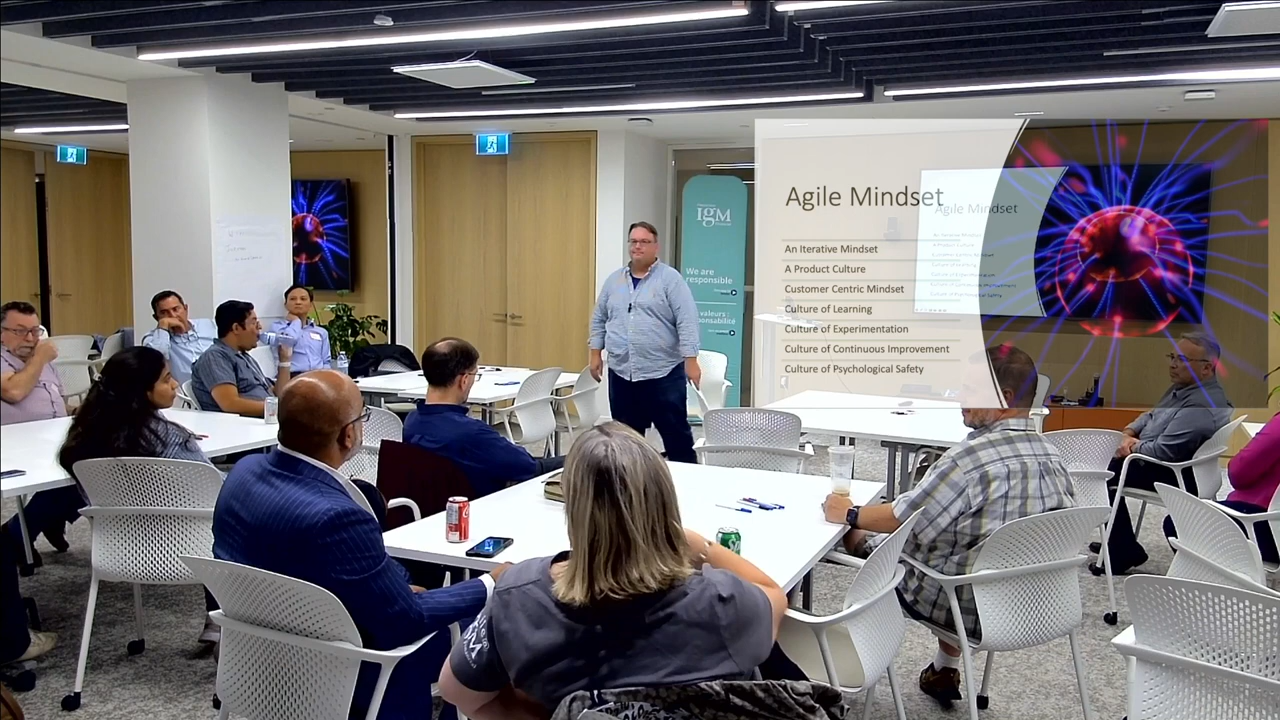 Agile Mindset
An Iterative Mindset
A Product Culture
Customer Centric Mindset
Culture of Learning
Culture of Experimentation
Culture of Continuous Improvement
Culture of Psychological Safety
Agile Mindset
IGM
We are
responsible
valeurs :